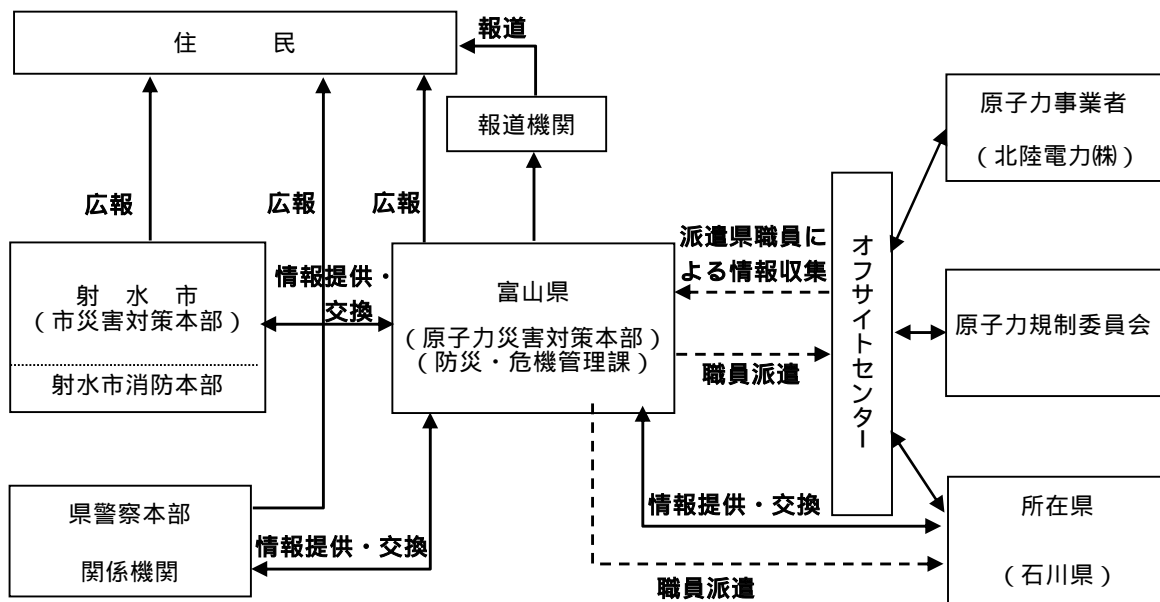 住　　　民
報道
報道機関
原子力事業者
（北陸電力㈱）
広報
広報
広報
射　水　市
（市災害対策本部）
射水市消防本部
情報提供・
交換
富山県
（原子力災害対策本部）
（防災・危機管理課）
派遣県職員に
よる情報収集
職員派遣
オフサイトセンター
原子力規制委員会
県警察本部
関係機関
情報提供・交換
情報提供・交換
職員派遣
所在県
（石川県）